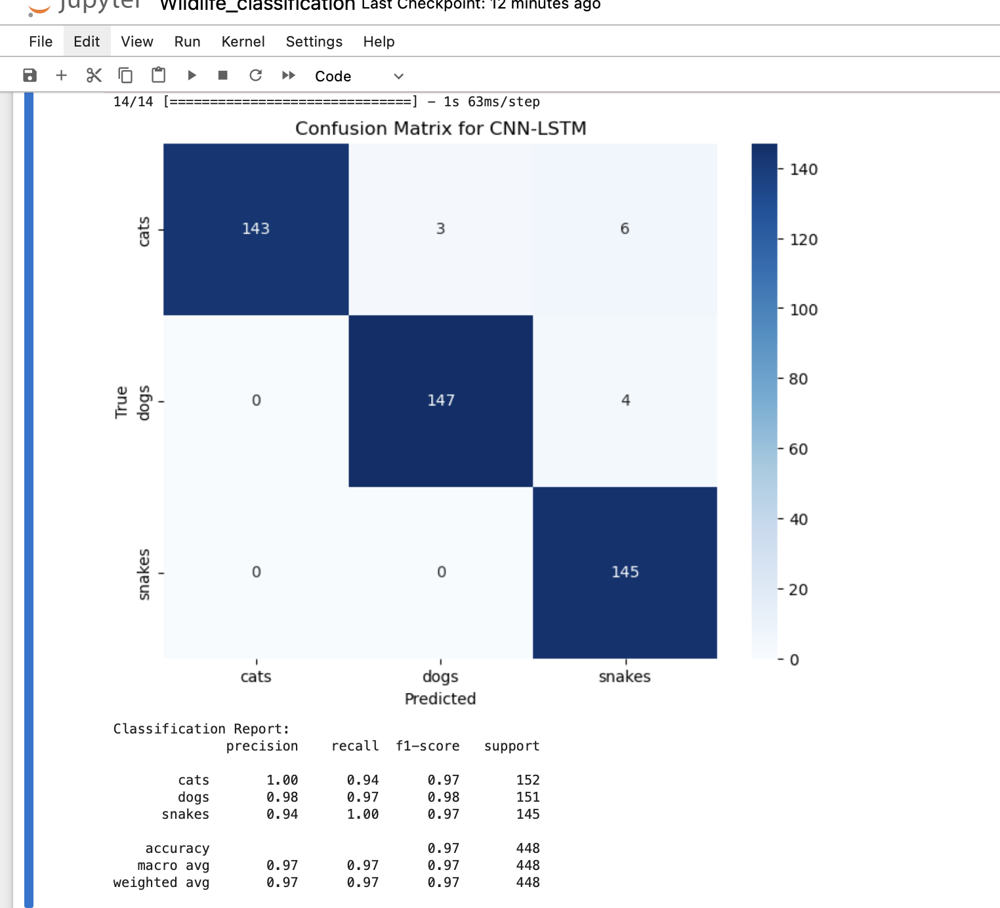 jupyter Wildlife_classification Last Checkpoint: 12 minutes ago
File Edit View Run Kernel Settings Help
Code
14/14 [==============================] - 1s 63ms/step
Confusion Matrix for CNN-LSTM
cats 143 3 6
True
dogs 0 147 4
snakes 0 0 145
140
120
100
80
60
40
20
0
cats dogs snakes
Predicted
Classification Report:
precision recall f1-score support
cats 1.00 0.94 0.97 152
dogs 0.98 0.97 0.98 151
snakes 0.94 1.00 0.97 145
accuracy 0.97 448
macro avg 0.97 0.97 0.97 448
weighted avg 0.97 0.97 0.97 448